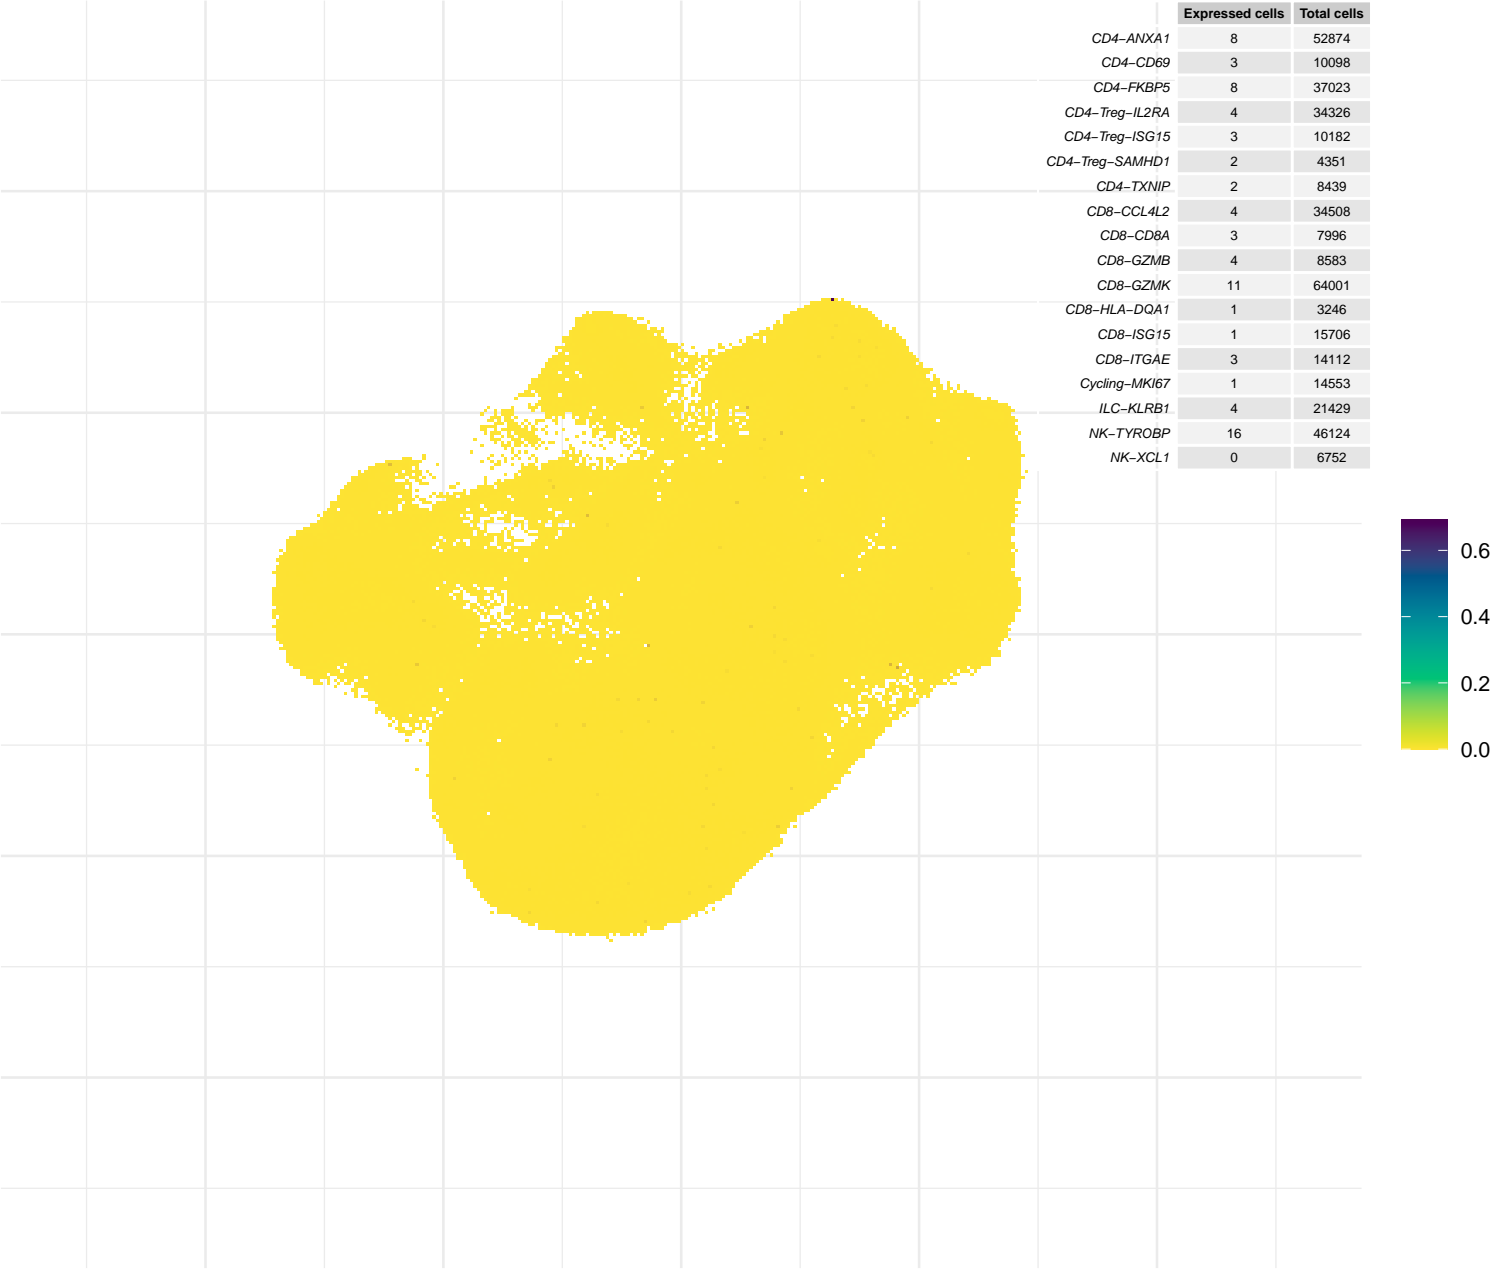 Expressed cells Total cells
CD4−ANXA1 8 52874
CD4−CD69 3 10098
CD4−FKBP5 8 37023
CD4−Treg−IL2RA 4 34326
CD4−Treg−ISG15 3 10182
CD4−Treg−SAMHD1 2 4351
CD4−TXNIP 2 8439
CD8−CCL4L2 4 34508
CD8−CD8A 3 7996
CD8−GZMB 4 8583
CD8−GZMK 11 64001
CD8−HLA−DQA1 1 3246
CD8−ISG15 1 15706
CD8−ITGAE 3 14112
Cycling−MKI67 1 14553
ILC−KLRB1 4 21429
NK−TYROBP 16 46124
NK−XCL1 0 6752
0.6
0.4
0.2
0.0